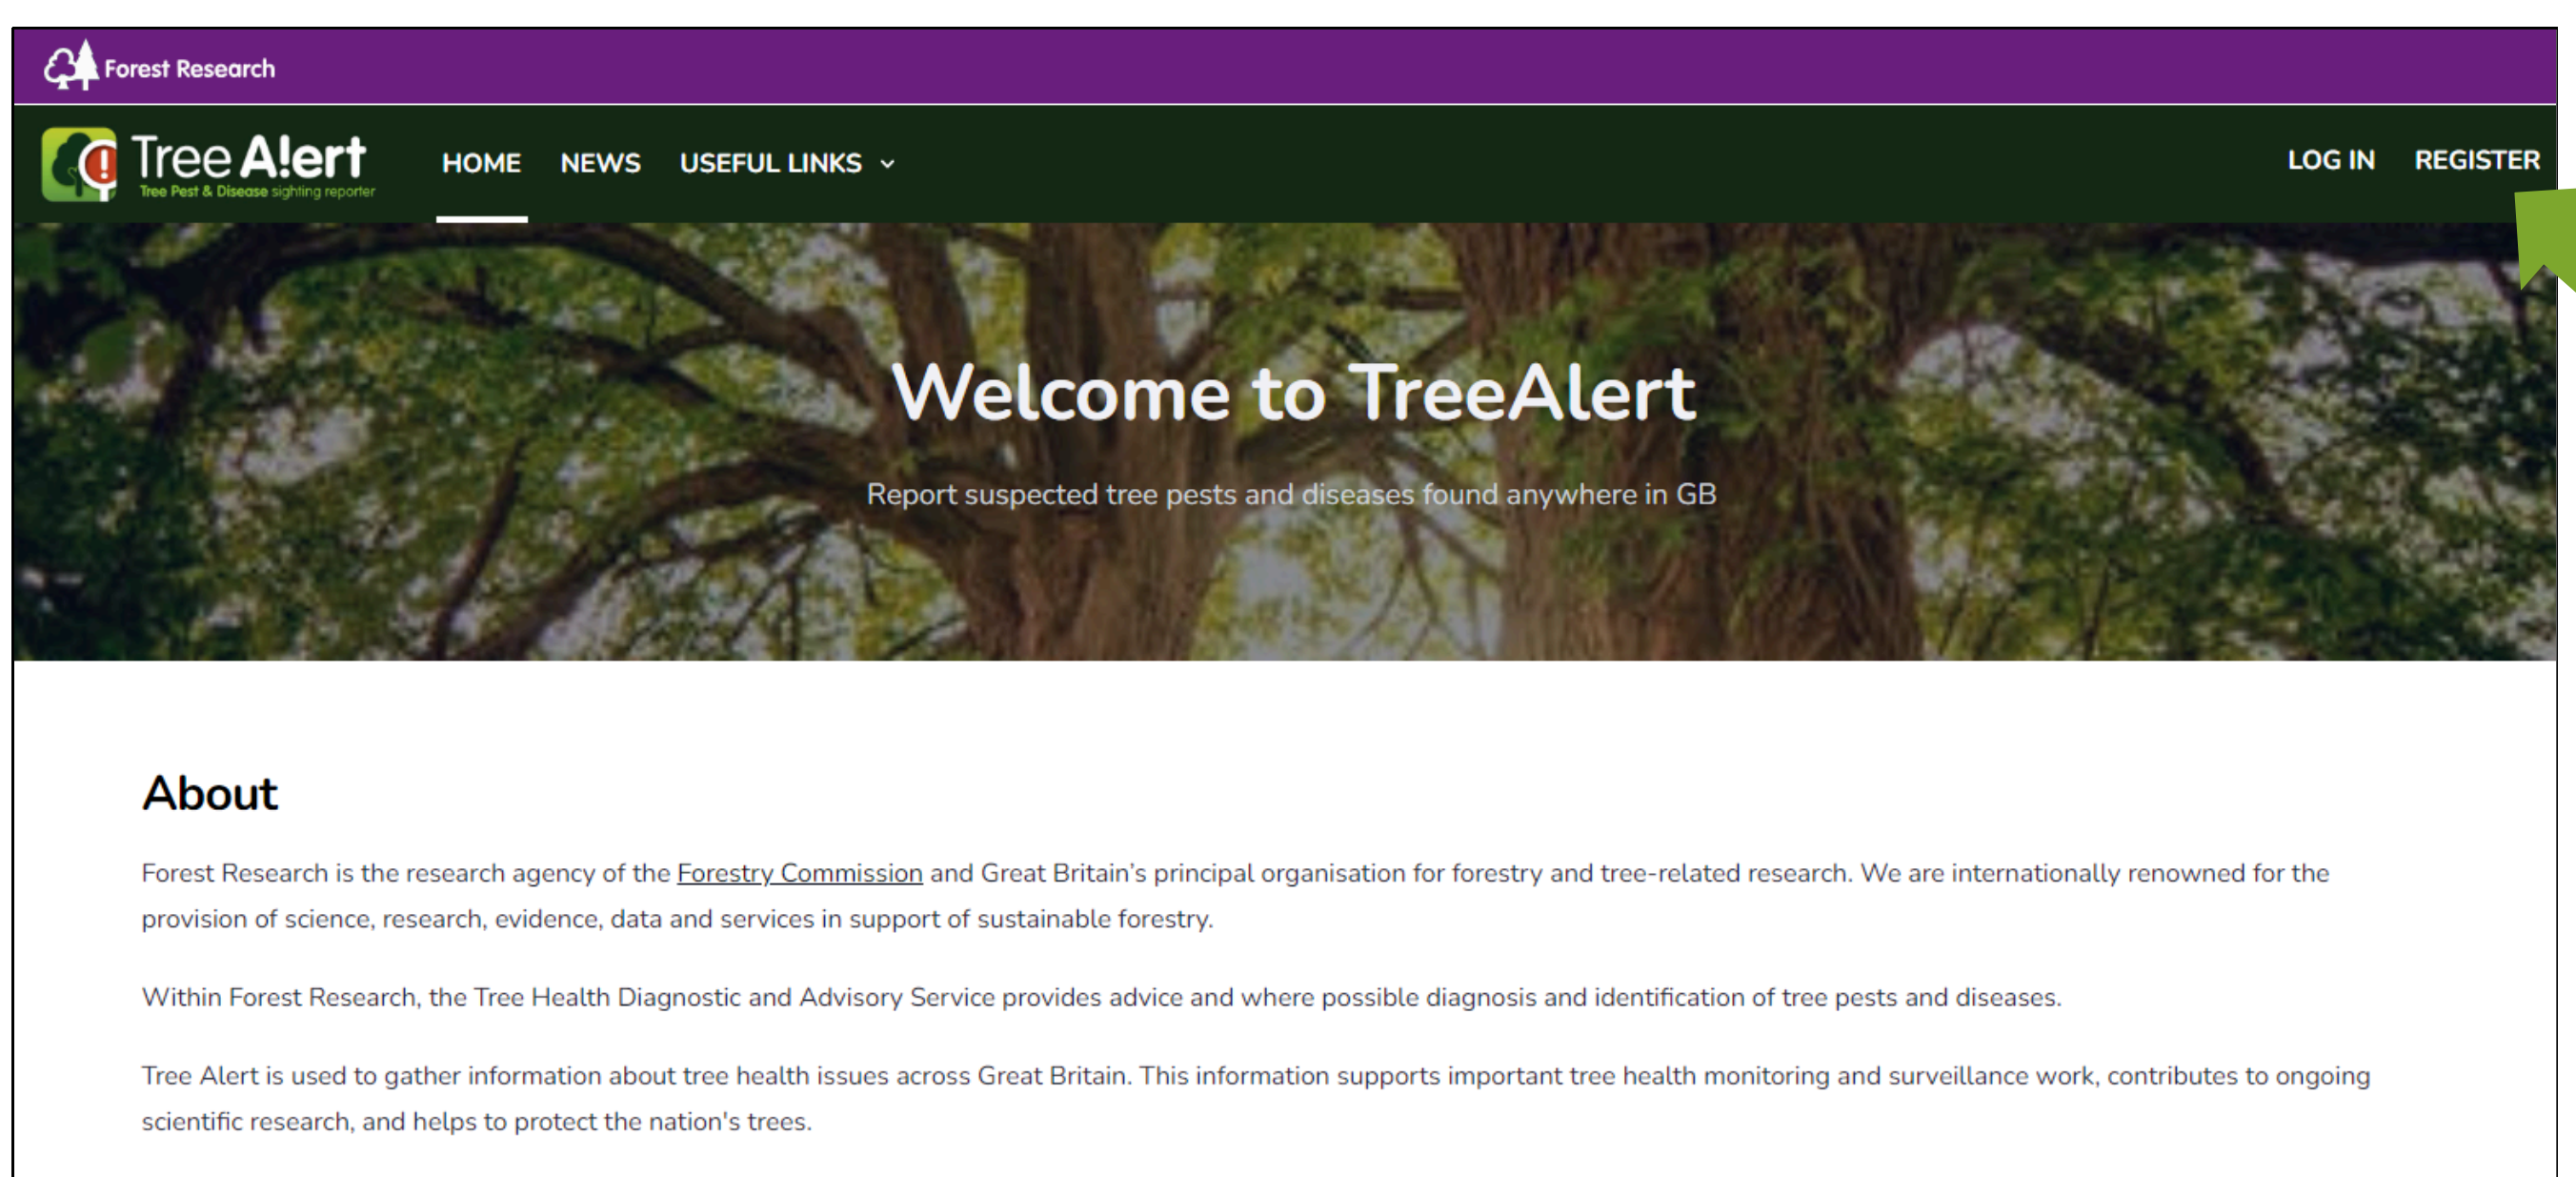 Forest Research
Tree A!ert
Tree Pest & Disease sighting reporter
HOME NEWS USEFUL LINKS
LOG IN REGISTER
Welcome to TreeAlert
Report suspected tree pests and diseases found anywhere in GB
About
Forest Research is the research agency of the Forestry Commission and Great Britain’s principal organisation for forestry and tree-related research. We are internationally renowned for the
provision of science, research, evidence, data and services in support of sustainable forestry.
Within Forest Research, the Tree Health Diagnostic and Advisory Service provides advice and where possible diagnosis and identification of tree pests and diseases.
Tree Alert is used to gather information about tree health issues across Great Britain. This information supports important tree health monitoring and surveillance work, contributes to ongoing
scientific research, and helps to protect the nation's trees.